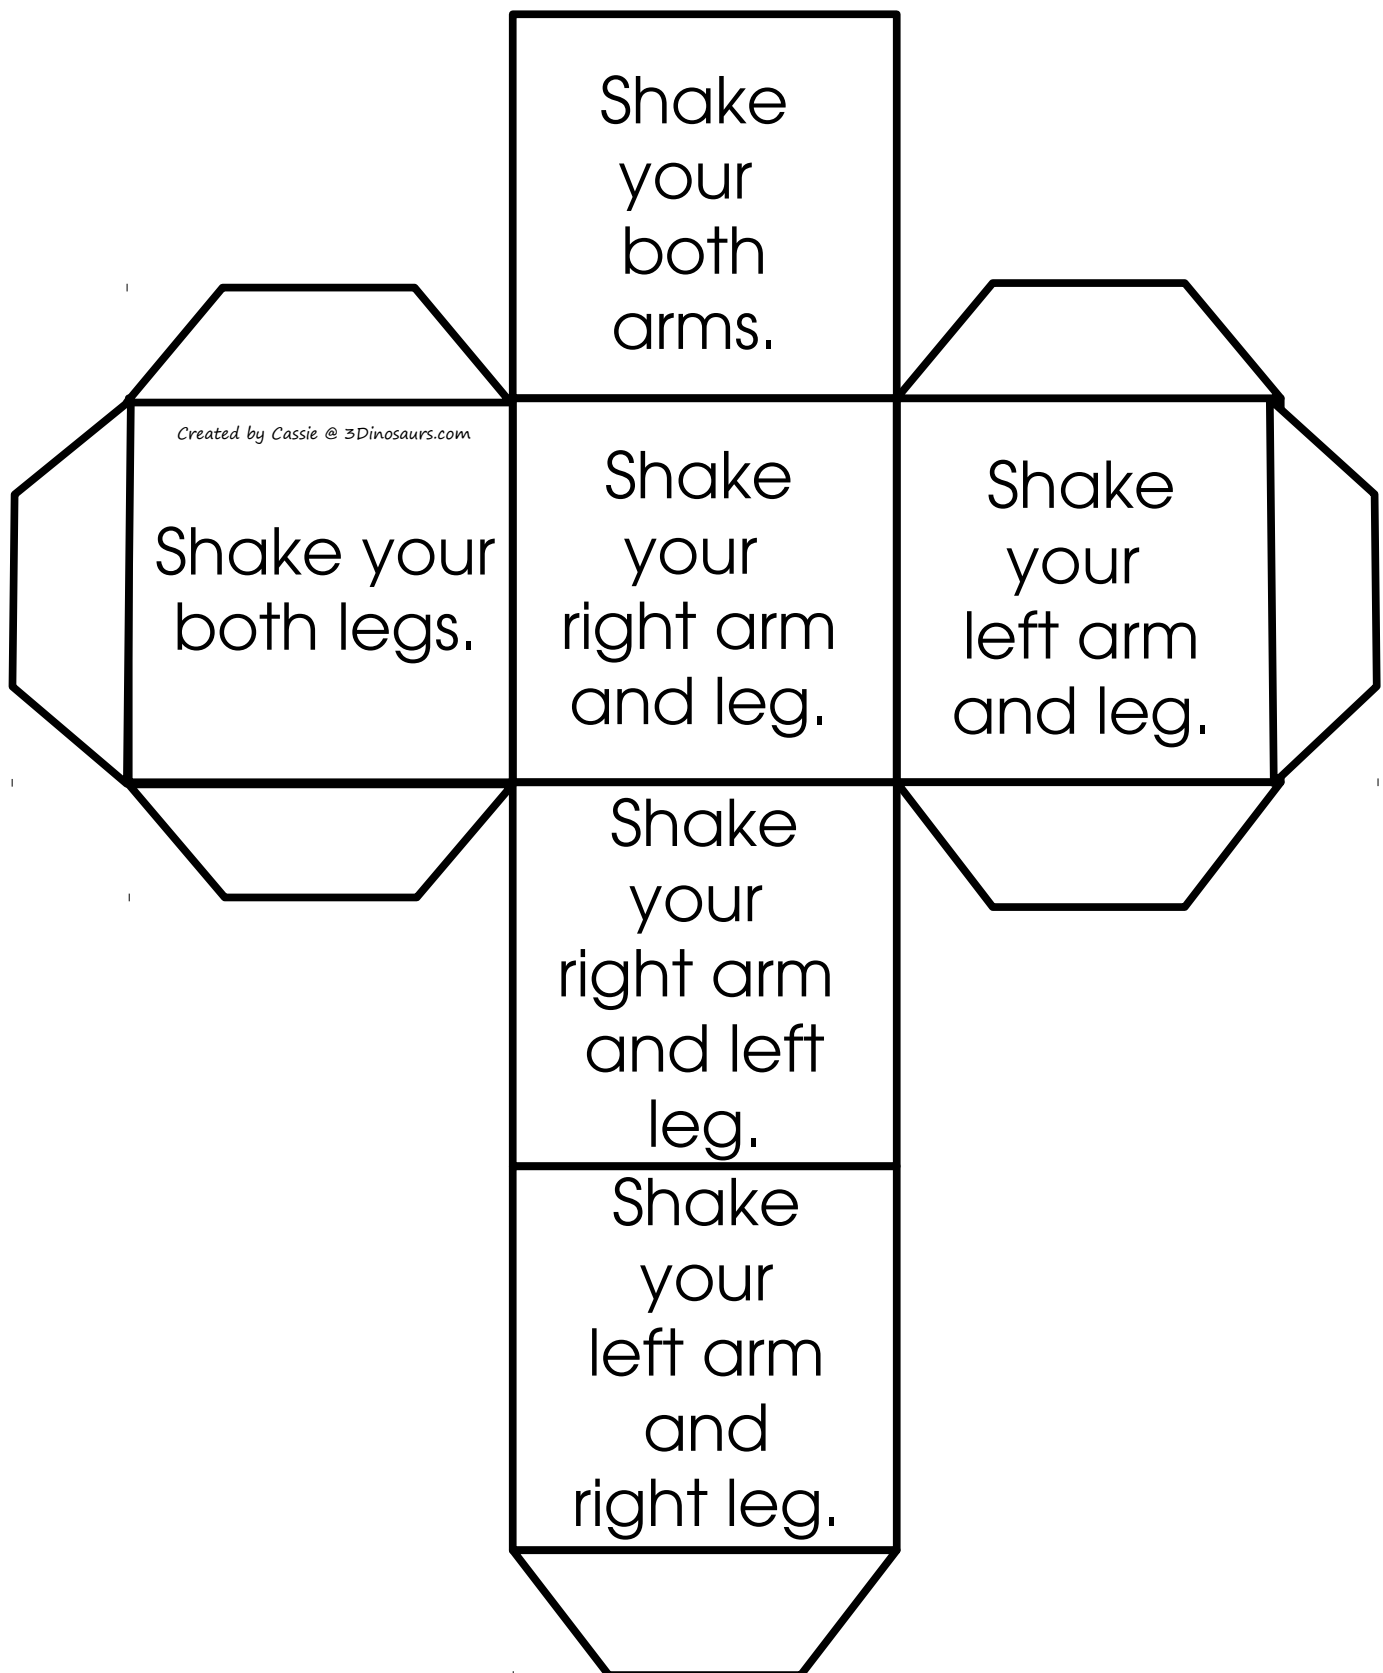 Shake
your
both
arms.
Created by Cassie @ 3Dinosaurs.com
Shake your
both legs.
Shake
your
right arm
and leg.
Shake
your
left arm
and leg.
Shake
your
right arm
and left
leg.
Shake
your
left arm
and
right leg.